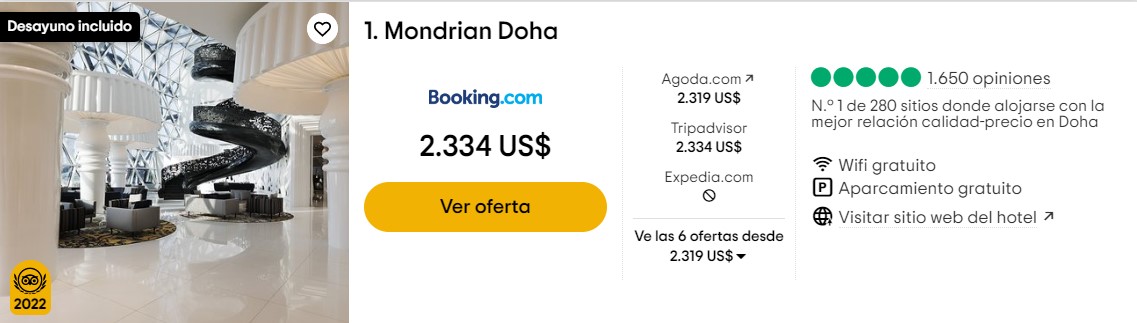 Desayuno incluido
2022
1. Mondrian Doha
Booking.com
2.334 US$
Ver oferta
Agoda.com
2.319 US$
Tripadvisor
2.334 US$
Expedia.com
Ve las 6 ofertas desde
2.319 US$
1.650 opiniones
N.º 1 de 280 sitios donde alojarse con la
mejor relación calidad-precio en Doha
Wifi gratuito
P Aparcamiento gratuito
Visitar sitio web del hotel